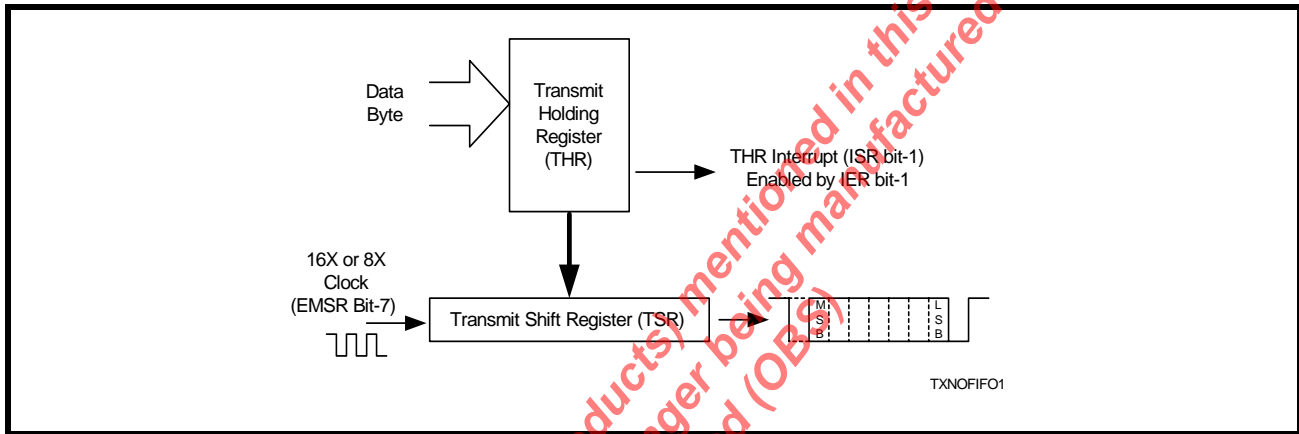 Data
Byte
Transmit
Holding
Register
(THR)
THR Interrupt (ISR bit-1)
Enabled by IER bit-1
16X or 8X
Clock
(EMSR Bit-7)
Transmit Shift Register (TSR)
M
S
B
L
S
B
TXNOFIFO1
ducts) mentioned in this
ger being manufactured
d (OBS)